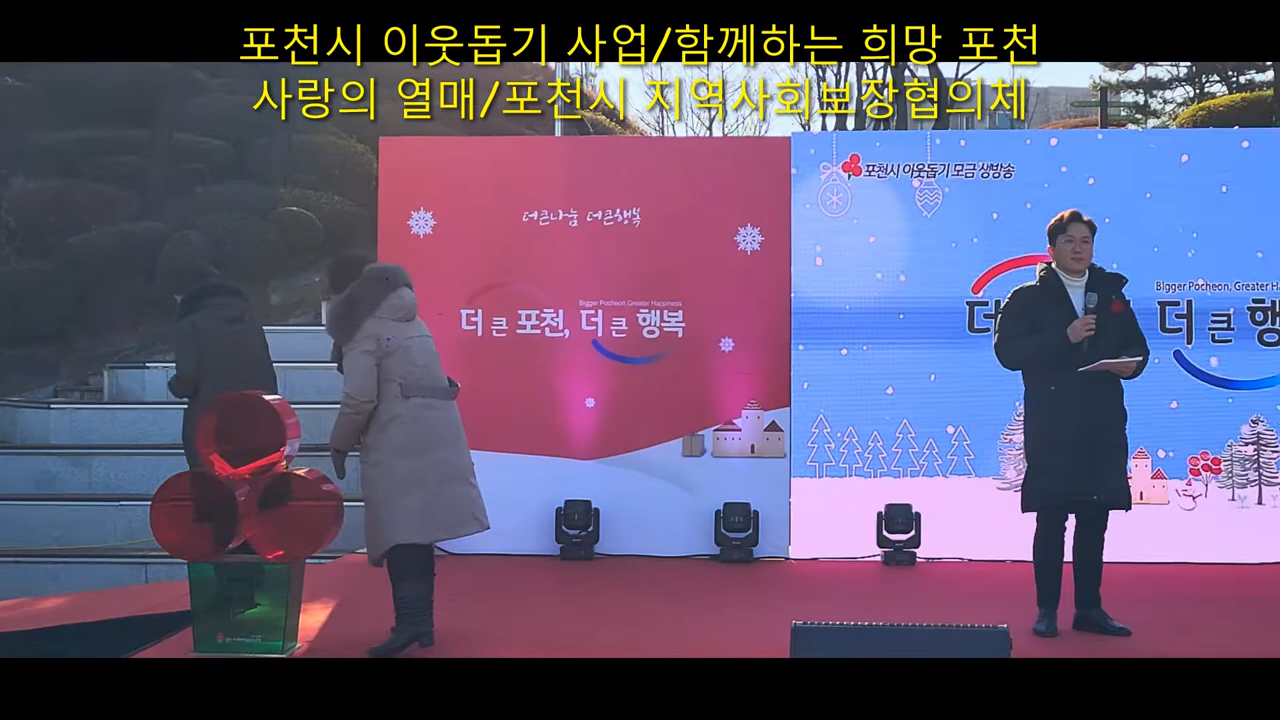 포천시 이웃돕기 사업/함께하는 희망 포천
사랑의 열매/포천시 지역사회보장협의체
포천시 이웃돕기 모금 생방송
더큰나눔 더큰행복
Bigger Pocheon, Greater Happiness
더 큰 포천, 더 큰 행복
Bigger Pocheon, Greater
더 더 큰